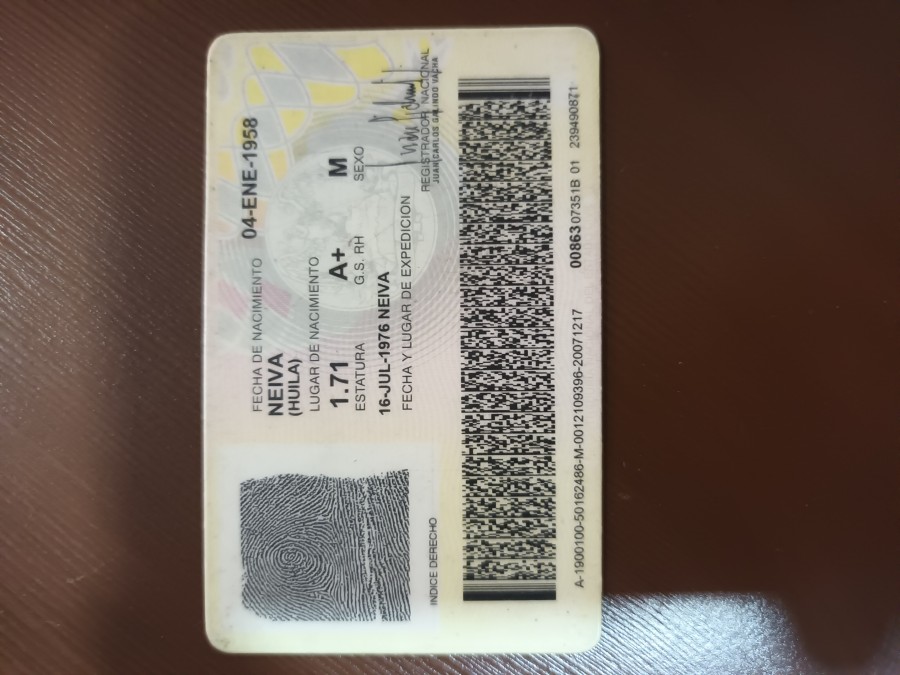 FECHA DE NACIMIENTO 04-ENE-1958
NEIVA
(HUILA)
LUGAR DE NACIMIENTO
1.71 A+ M
ESTATURA G.S. RH SEXO
16-JUL-1976 NEIVA
FECHA Y LUGAR DE EXPEDICION
REGISTRADOR NACIONAL
JUAN CARLOS GALINDO VACHA
INDICE DERECHO
A-1900100-50162486-M-0012109396-20071217 00863 07351B 01 239490871